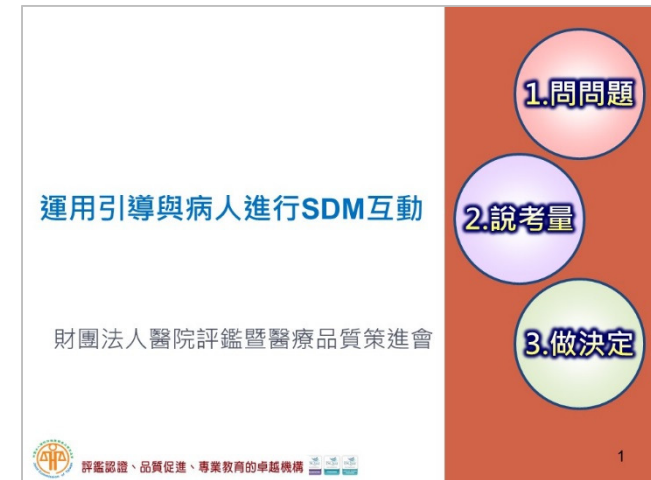 1.問問題
運用引導與病人進行SDM互動
2.說考量
財團法人醫院評鑑暨醫療品質策進會
3.做決定
評鑑認證、品質促進、專業教育的卓越機構
1